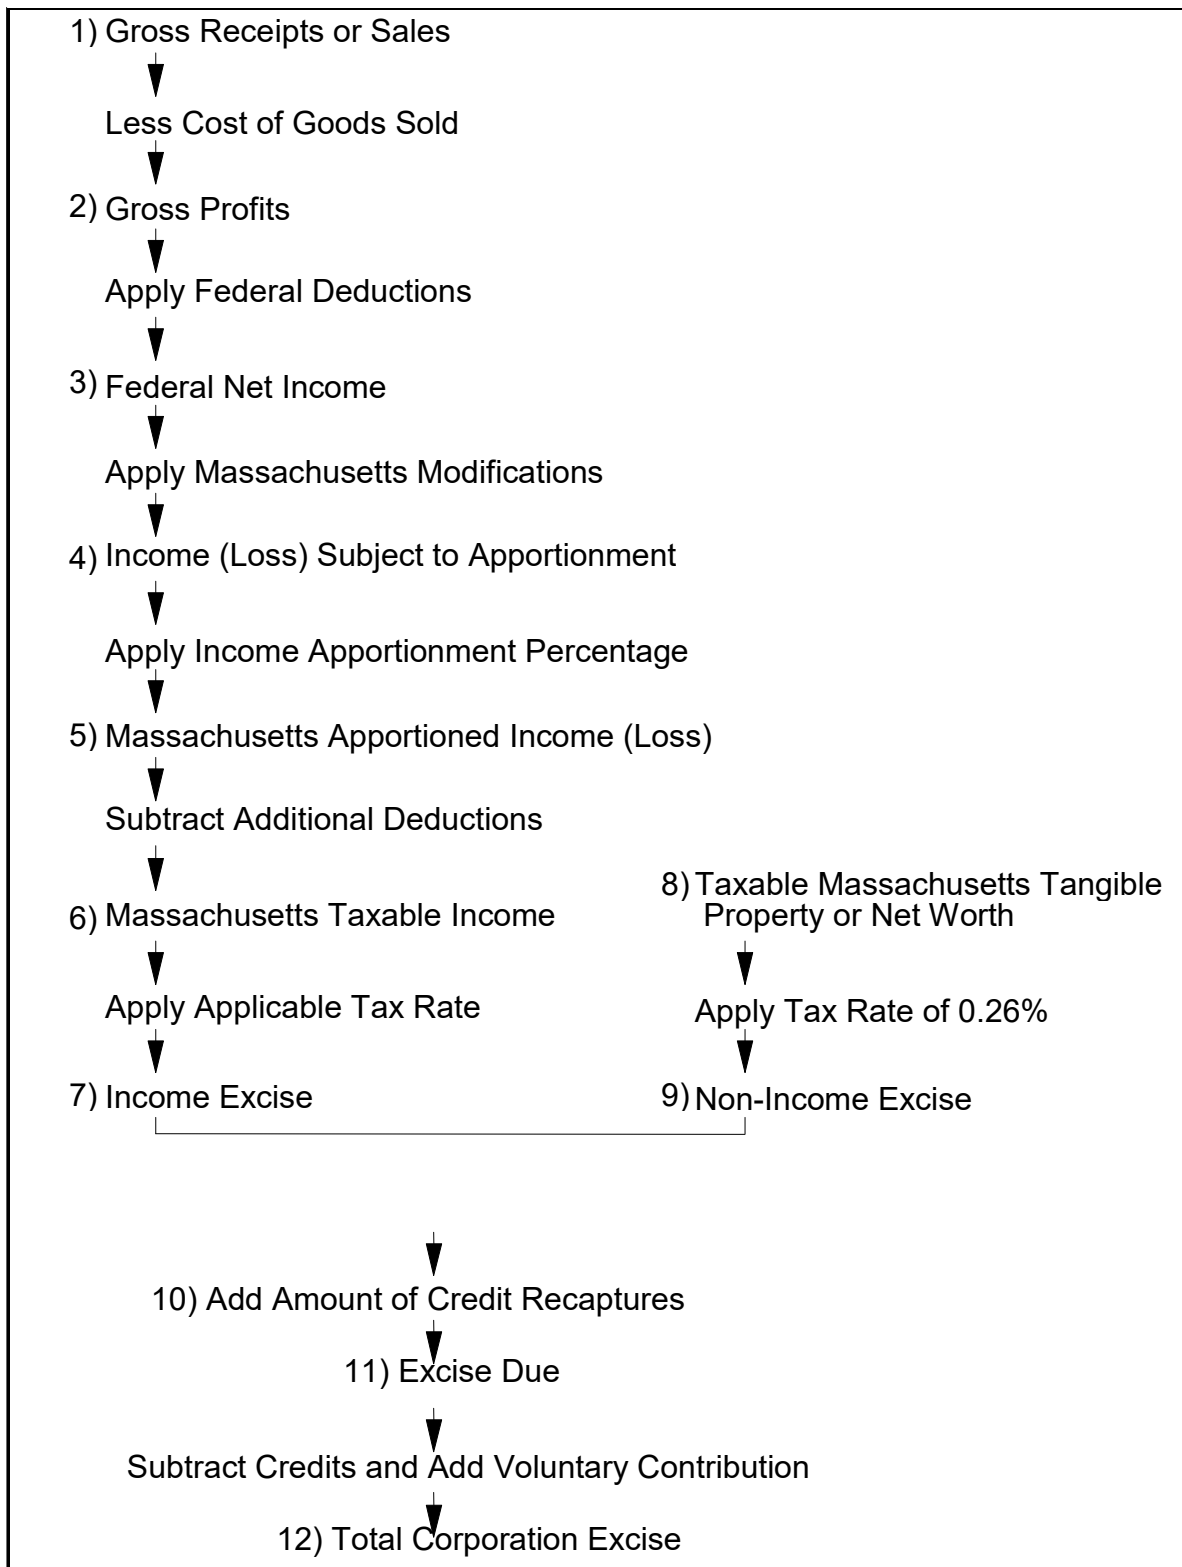 1) Gross Receipts or Sales
Less Cost of Goods Sold
2) Gross Profits
Apply Federal Deductions
3) Federal Net Income
Apply Massachusetts Modifications
4) Income (Loss) Subject to Apportionment
Apply Income Apportionment Percentage
5) Massachusetts Apportioned Income (Loss)
Subtract Additional Deductions
6) Massachusetts Taxable Income
Apply Applicable Tax Rate
7) Income Excise
8) Taxable Massachusetts Tangible
Property or Net Worth
Apply Tax Rate of 0.26%
9) Non-Income Excise
10) Add Amount of Credit Recaptures
11) Excise Due
Subtract Credits and Add Voluntary Contribution
12) Total Corporation Excise